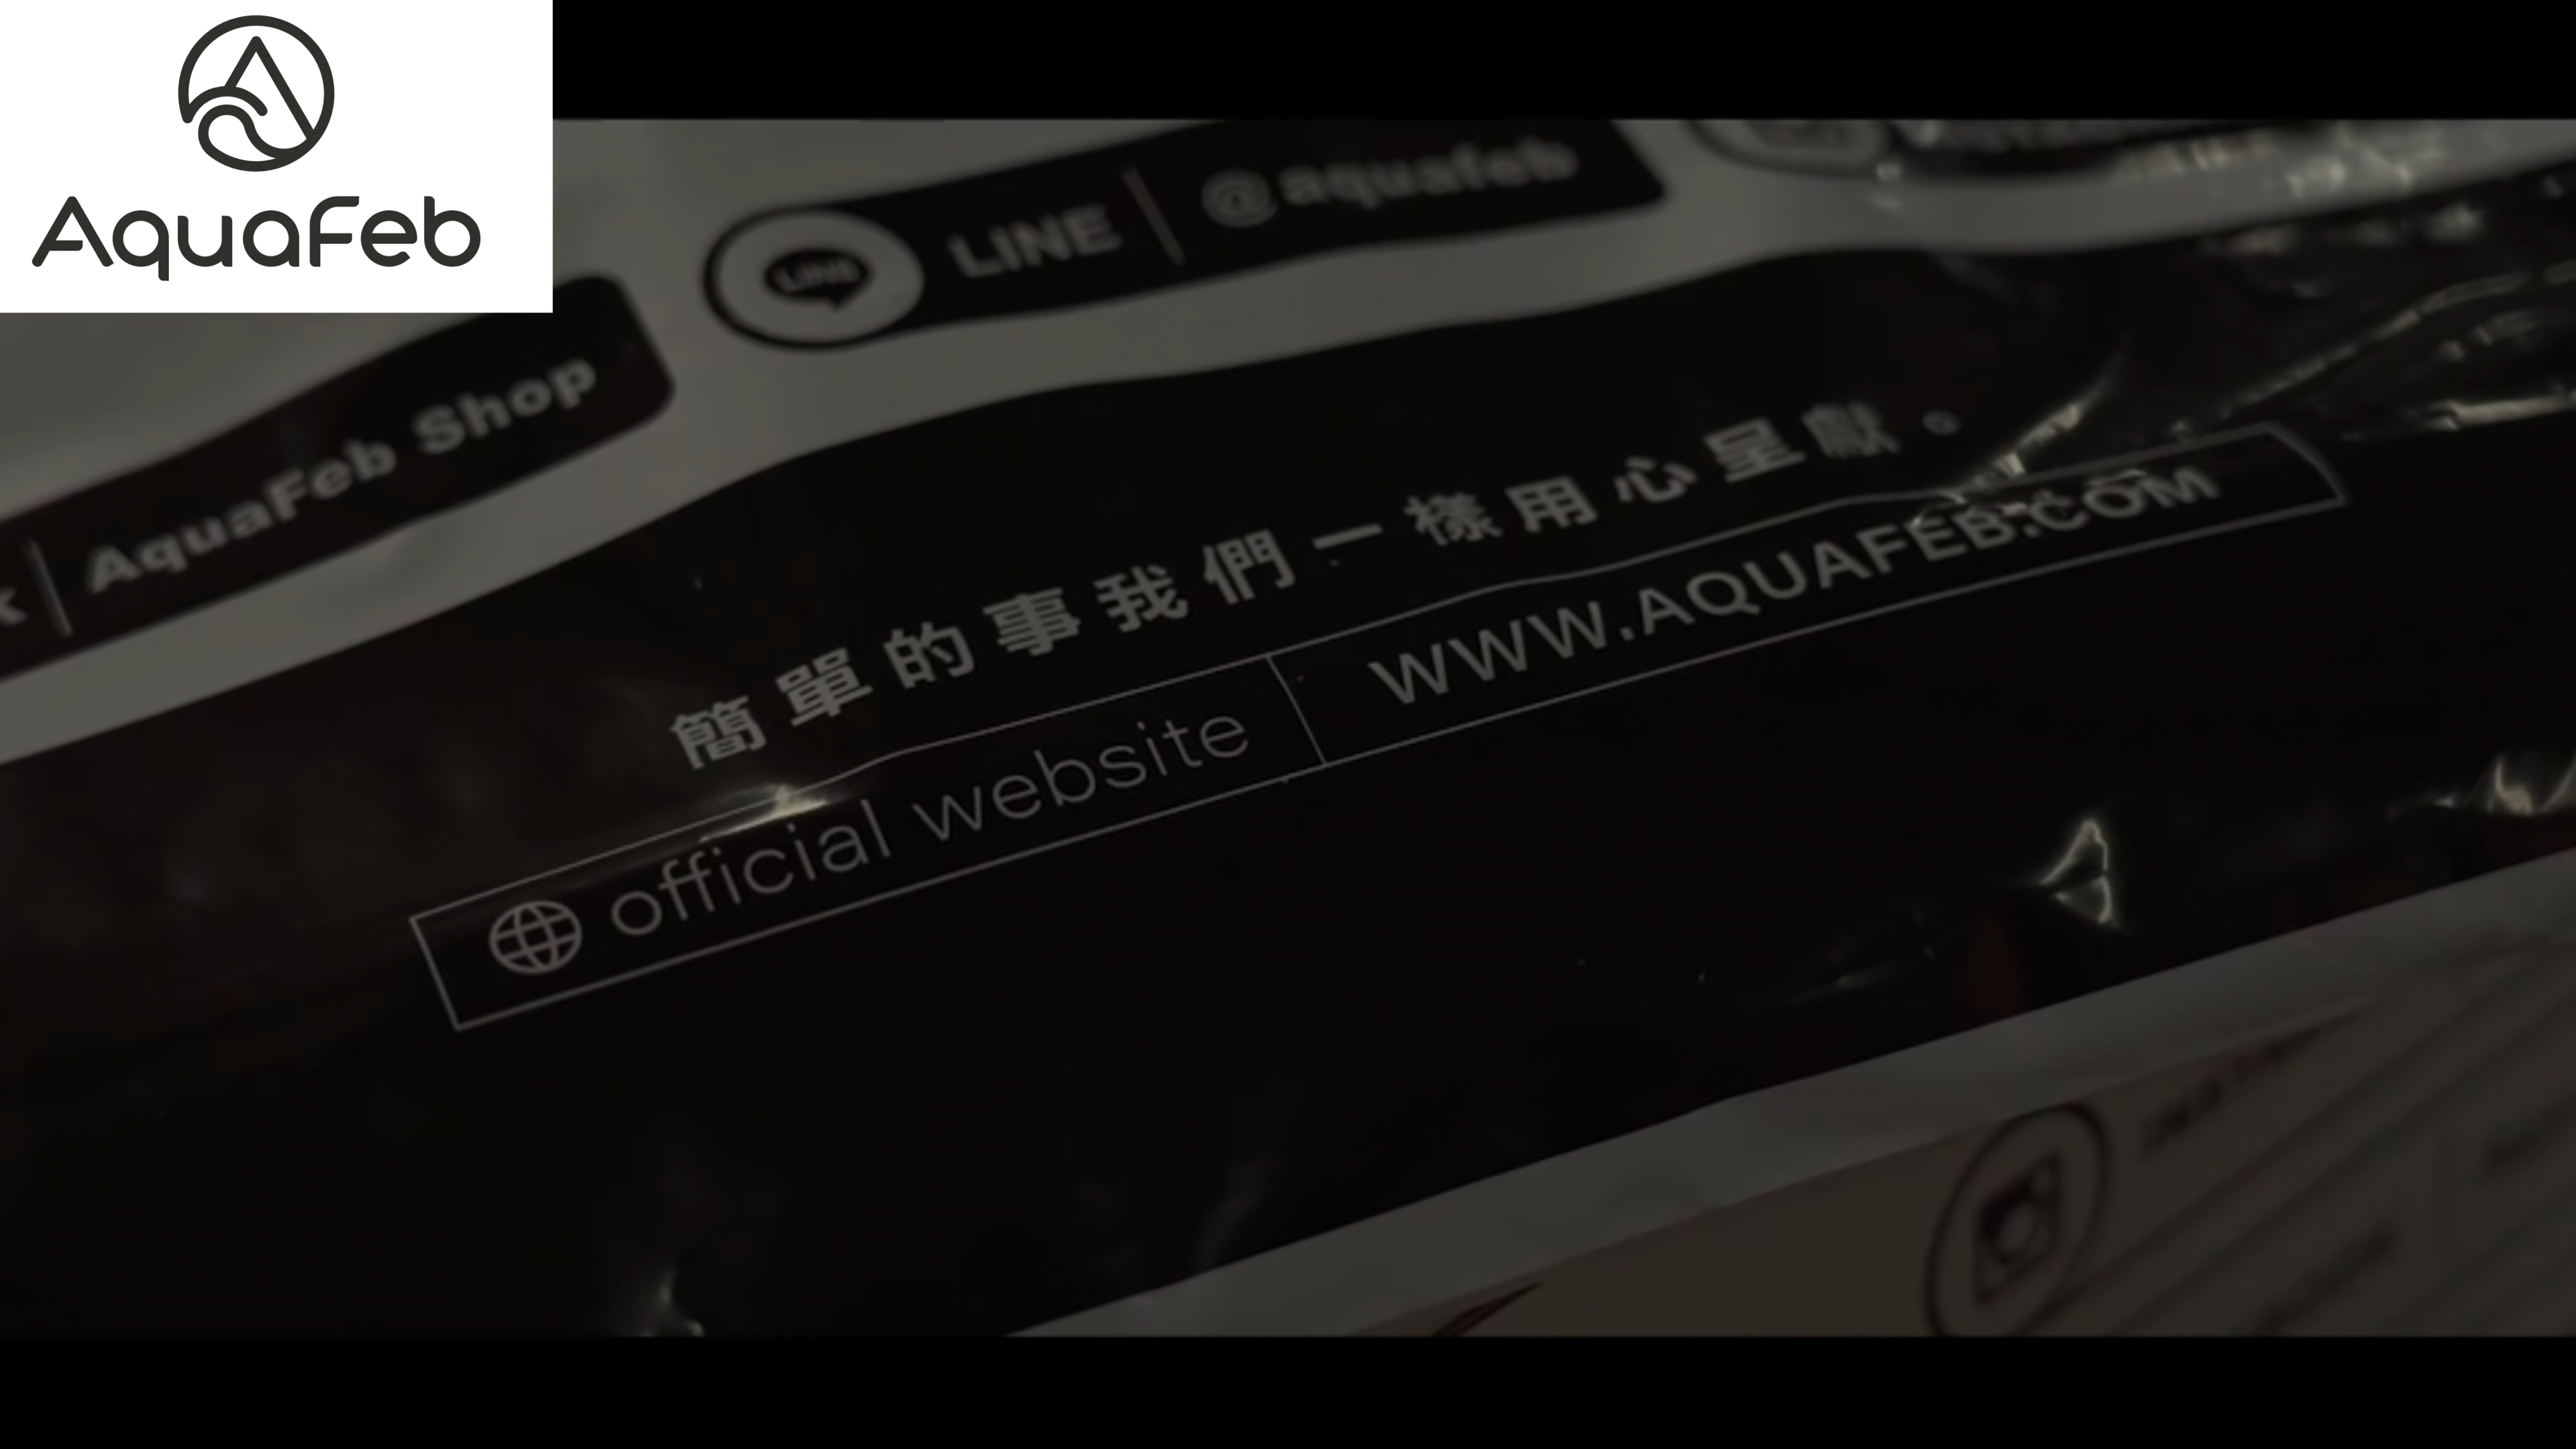 AquaFeb
LINE
LINE | @aquafeb
AquaFeb Shop
簡單的事我們一樣用心呈獻。
official website | WWW.AQUAFEB.COM